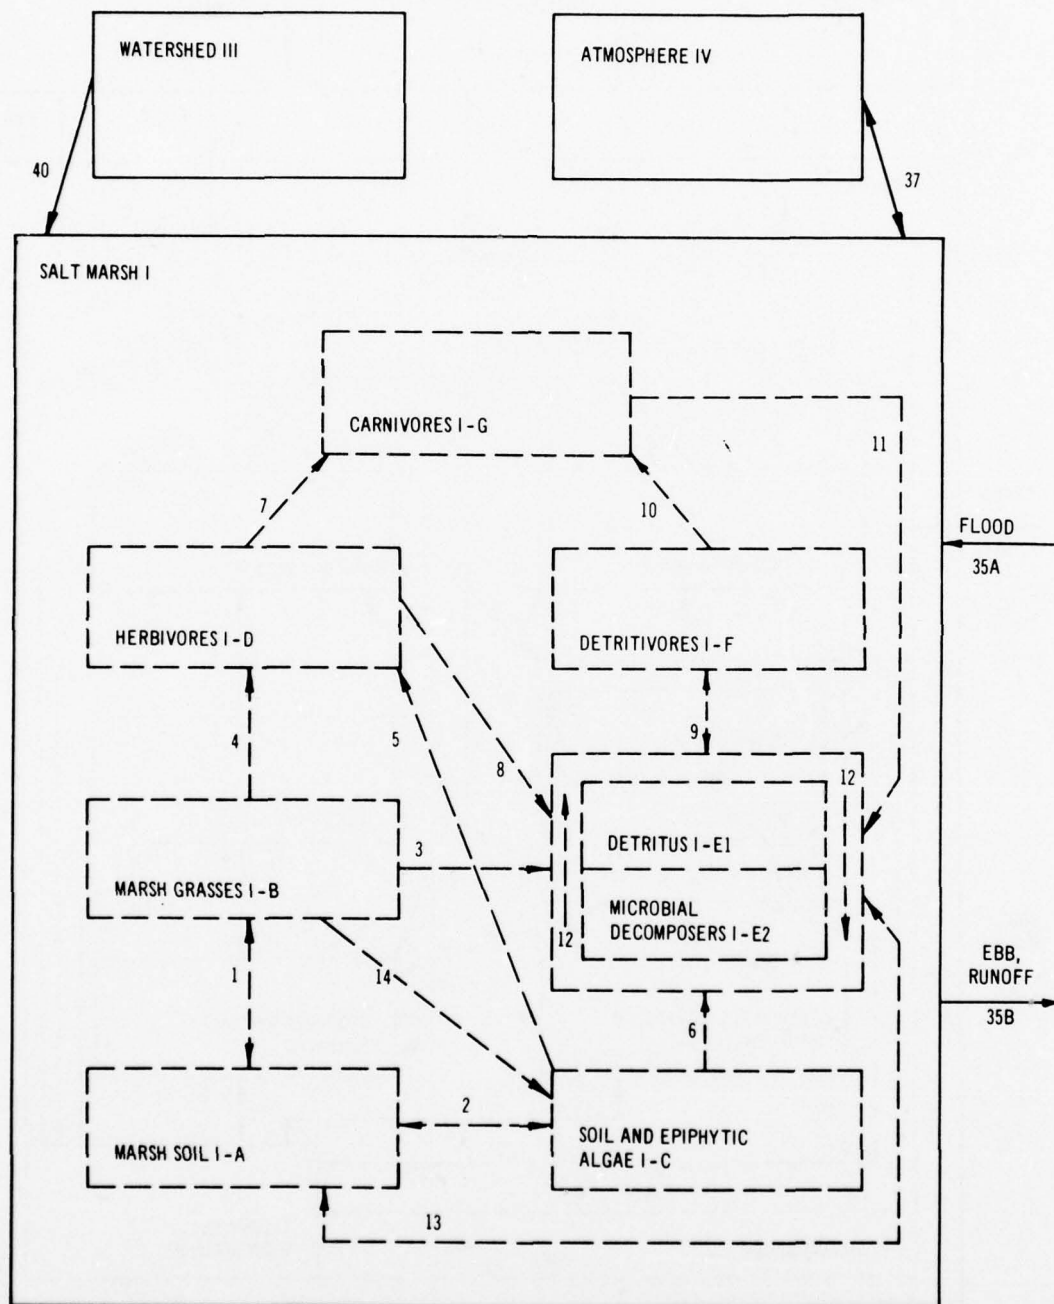 WATERSHED III
ATMOSPHERE IV
40
37
SALT MARSH I
CARNIVORES I-G
11
7
10
FLOOD
35A
HERBIVORES I-D
DETRITIVORES I-F
4
5
8
9
12
DETRITUS I-E1
3
MARSH GRASSES I-B
MICROBIAL
DECOMPOSERS I-E2
12
1
14
EBB,
RUNOFF
35B
6
2
MARSH SOIL I-A
SOIL AND EPIPHYTIC
ALGAE I-C
13